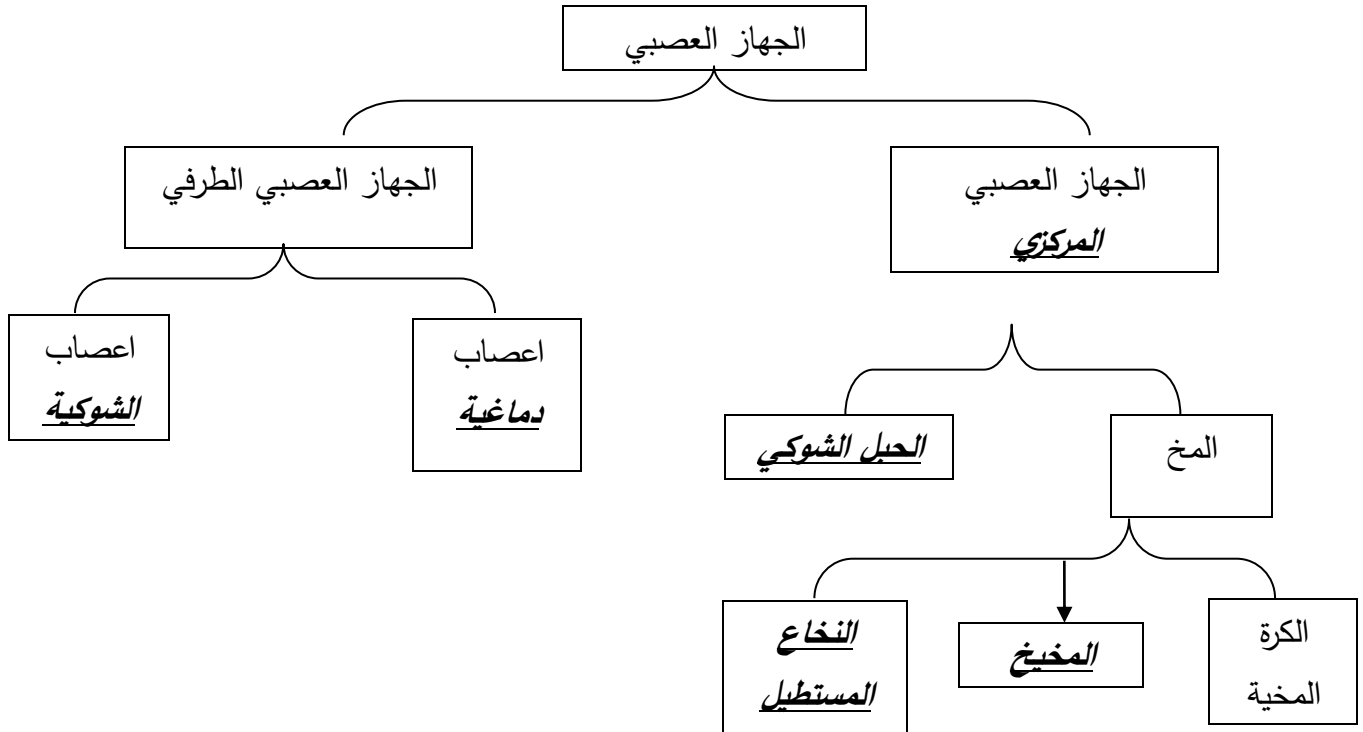 الجهاز العصبي
الجهاز العصبي
المركزي
الجهاز العصبي الطرفي
اعصاب
دماغية
اعصاب
الشوكية
المخ
الحبل الشوكي
الكرة
المخية
المخيخ
النخاع
المستطيل